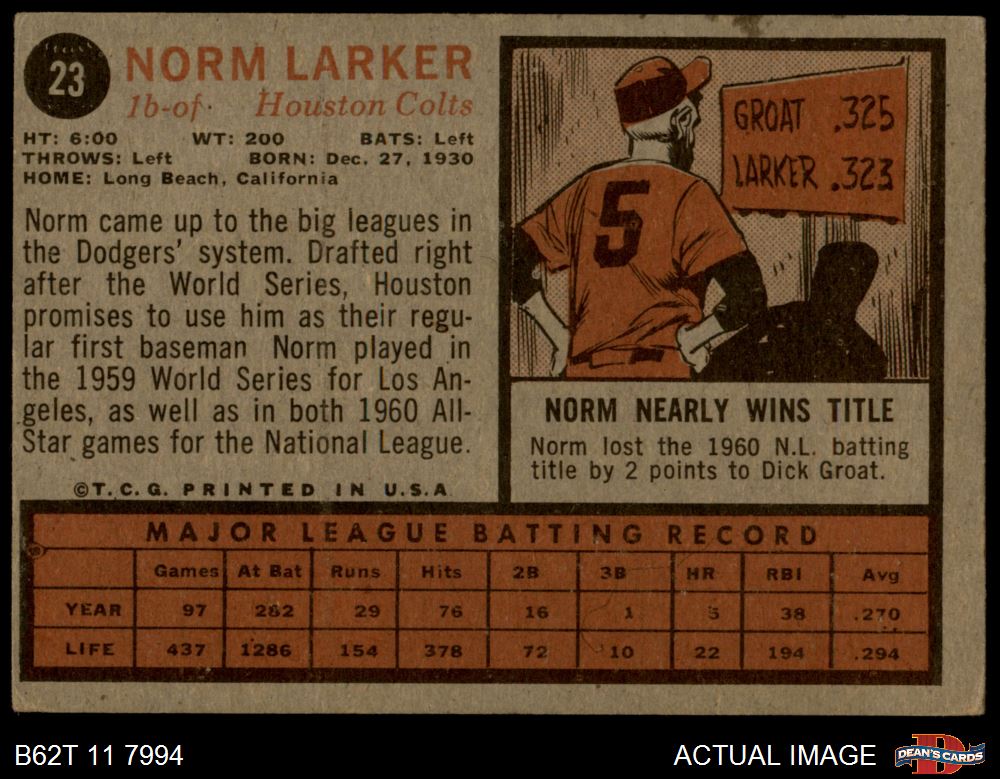 23
NORM LARKER
1b-of· Houston Colts
HT: 6:00 WT: 200 BATS: Left
THROWS: Left BORN: Dec. 27, 1930
HOME: Long Beach, California
Norm came up to the big leagues in
the Dodgers' system. Drafted right
after the World Series, Houston
promises to use him as their regu-
lar first baseman Norm played in
the 1959 World Series for Los An-
geles, as well as in both 1960 All-
Star games for the National League.
©T.C.G. PRINTED IN U.S.A
GROAT .325
LARKER .323
5
NORM NEARLY WINS TITLE
Norm lost the 1960 N.L. batting
title by 2 points to Dick Groat.
MAJOR LEAGUE BATTING RECORD
Games At Bat Runs Hits 2B 3B HR RBI Avg
YEAR 97 282 29 76 16 1 5 38 .270
LIFE 437 1286 154 378 72 10 22 194 .294
B62T 11 7994
ACTUAL IMAGE
DEAN'S CARDS